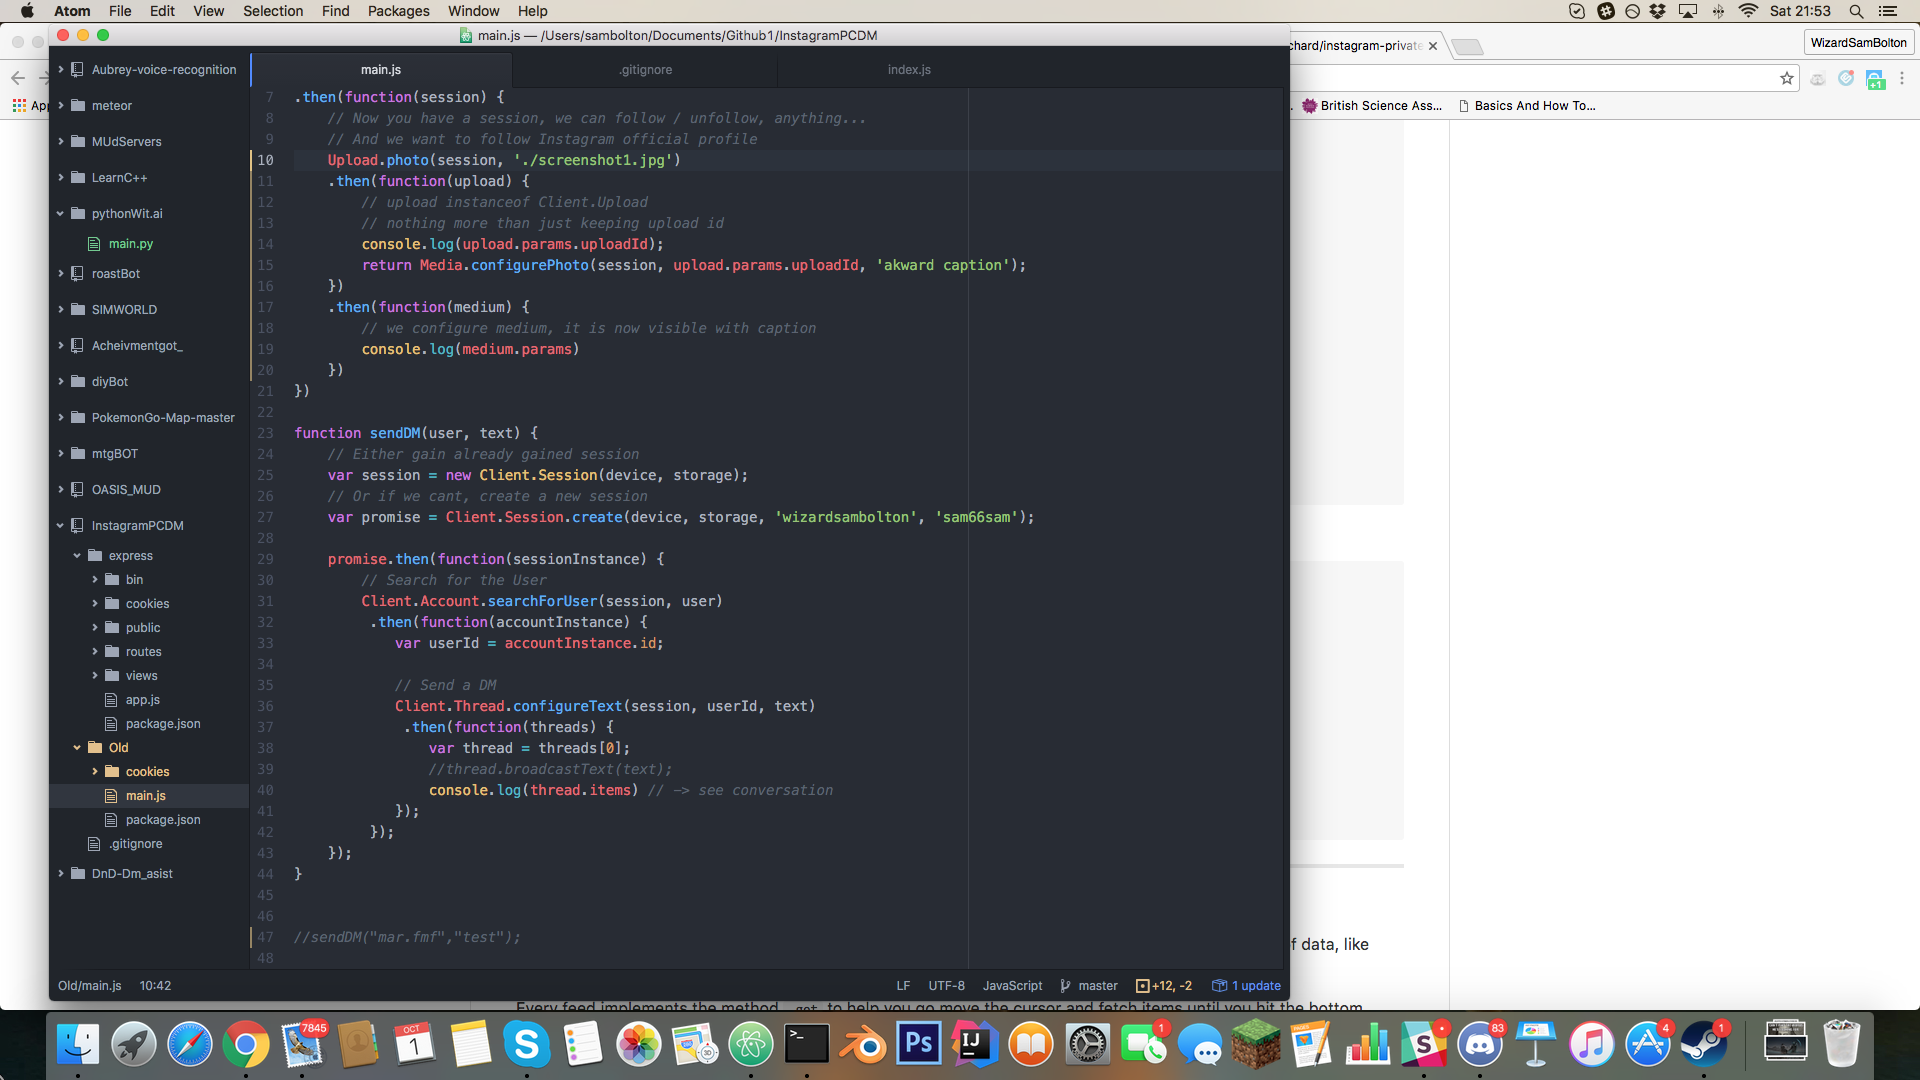 Atom File Edit View Selection Find Packages Window Help Sat 21:53
main.js — /Users/sambolton/Documents/Github1/InstagramPCDM
chard/instagram-private
WizardSamBolton
British Science Ass...
Basics And How To...
+1
Aubrey-voice-recognition
meteor
MUdServers
LearnC++
pythonWit.ai
main.py
roastBot
SIMWORLD
Acheivmentgot_
diyBot
PokemonGo-Map-master
mtgBOT
OASIS_MUD
InstagramPCDM
express
bin
cookies
public
routes
views
app.js
package.json
Old
cookies
main.js
package.json
.gitignore
DnD-Dm_asist
main.js .gitignore index.js
7 .then(function(session) {
8 // Now you have a session, we can follow / unfollow, anything...
9 // And we want to follow Instagram official profile
10 Upload.photo(session, './screenshot1.jpg')
11 .then(function(upload) {
12 // upload instanceof Client.Upload
13 // nothing more than just keeping upload id
14 console.log(upload.params.uploadId);
15 return Media.configurePhoto(session, upload.params.uploadId, 'akward caption');
16 })
17 .then(function(medium) {
18 // we configure medium, it is now visible with caption
19 console.log(medium.params)
20 })
21 })
22
23 function sendDM(user, text) {
24 // Either gain already gained session
25 var session = new Client.Session(device, storage);
26 // Or if we cant, create a new session
27 var promise = Client.Session.create(device, storage, 'wizardsambolton', 'sam66sam');
28
29 promise.then(function(sessionInstance) {
30 // Search for the User
31 Client.Account.searchForUser(session, user)
32 .then(function(accountInstance) {
33 var userId = accountInstance.id;
34
35 // Send a DM
36 Client.Thread.configureText(session, userId, text)
37 .then(function(threads) {
38 var thread = threads[0];
39 //thread.broadcastText(text);
40 console.log(thread.items) // —> see conversation
41 });
42 });
43 });
44 }
45
46
47 //sendDM("mar.fmf","test");
48
Old/main.js 10:42 LF UTF-8 JavaScript master +12, -2 1 update
f data, like
Every feed implements the method get to help you go move the cursor and fetch items until you hit the bottom
7845
OCT
1
3D
>_
Ps
IJ
1
83
4
1